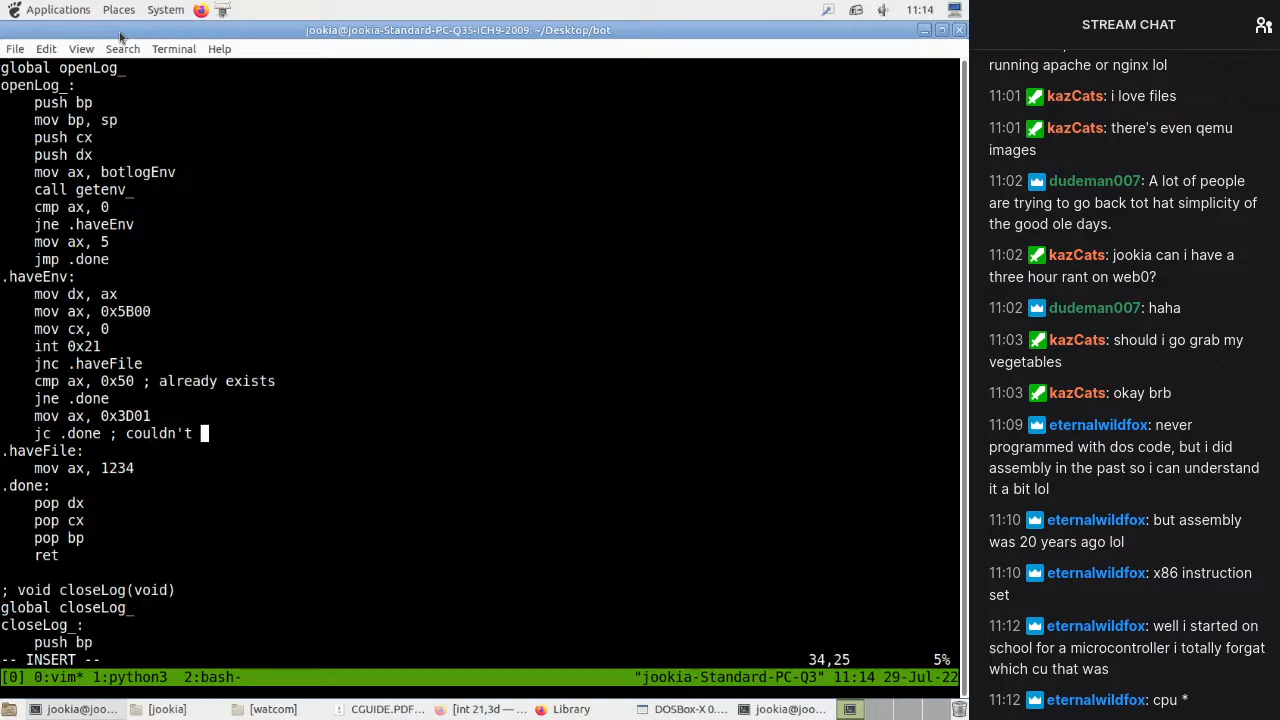 Applications Places System 11:14
jookia@jookia-Standard-PC-Q35-ICH9-2009: ~/Desktop/bot
File Edit View Search Terminal Help
global openLog_
openLog_:
push bp
mov bp, sp
push cx
push dx
mov ax, botlogEnv
call getenv_
cmp ax, 0
jne .haveEnv
mov ax, 5
jmp .done
.haveEnv:
mov dx, ax
mov ax, 0x5B00
mov cx, 0
int 0x21
jnc .haveFile
cmp ax, 0x50 ; already exists
jne .done
mov ax, 0x3D01
jc .done ; couldn't
.haveFile:
mov ax, 1234
.done:
pop dx
pop cx
pop bp
ret
; void closeLog(void)
global closeLog_
closeLog_:
push bp
-- INSERT -- 34,25 5%
[0] 0:vim* 1:python3 2:bash- "jookia-Standard-PC-Q3" 11:14 29-Jul-22
jookia@joo... [jookia] [watcom] CGUIDE.PDF... [int 21,3d —... Library DOSBox-X 0.... jookia@joo...
STREAM CHAT
running apache or nginx lol
11:01 kazCats: i love files
11:01 kazCats: there's even qemu
images
11:02 dudeman007: A lot of people
are trying to go back tot hat simplicity of
the good ole days.
11:02 kazCats: jookia can i have a
three hour rant on web0?
11:02 dudeman007: haha
11:03 kazCats: should i go grab my
vegetables
11:03 kazCats: okay brb
11:09 eternalwildfox: never
programmed with dos code, but i did
assembly in the past so i can understand
it a bit lol
11:10 eternalwildfox: but assembly
was 20 years ago lol
11:10 eternalwildfox: x86 instruction
set
11:12 eternalwildfox: well i started on
school for a microcontroller i totally forgat
which cu that was
11:12 eternalwildfox: cpu *